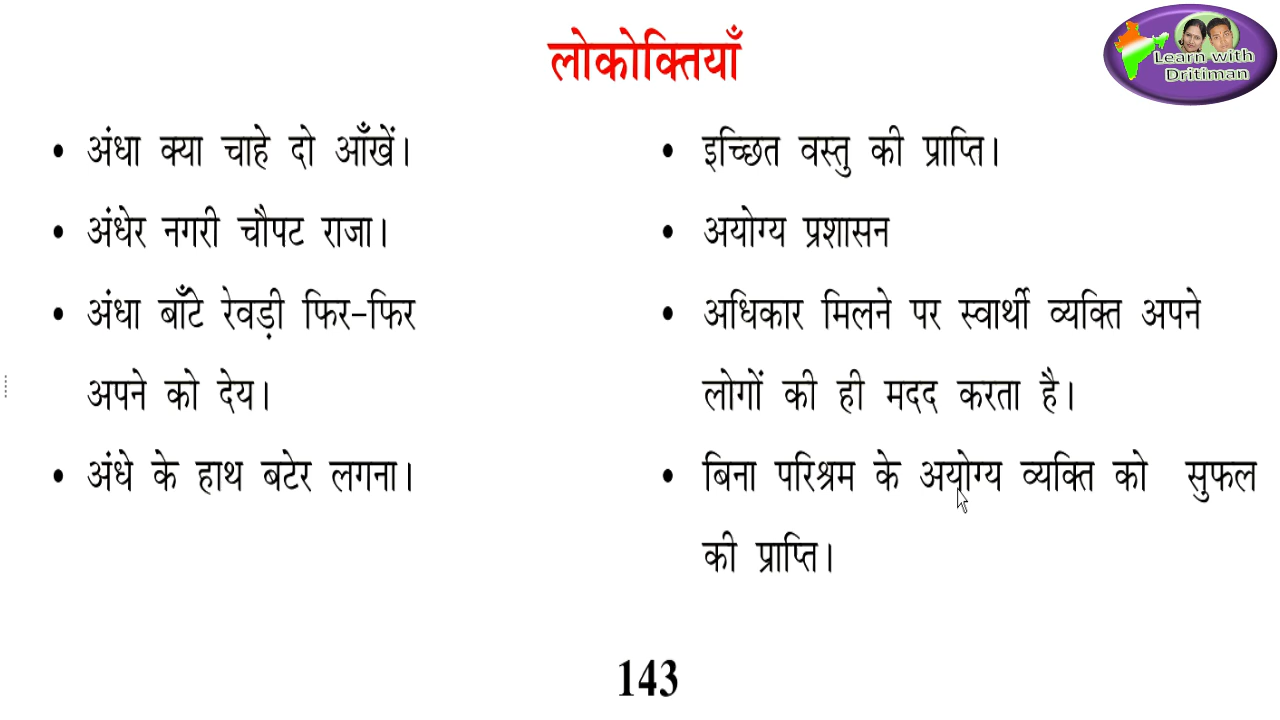 लोकोक्तियाँ
Learn with
Dritiman
• अंधा क्या चाहे दो आँखें।
• इच्छित वस्तु की प्राप्ति।
• अंधेर नगरी चौपट राजा।
• अयोग्य प्रशासन
• अंधा बाँटे रेवड़ी फिर-फिर
अपने को देय।
• अधिकार मिलने पर स्वार्थी व्यक्ति अपने
लोगों की ही मदद करता है।
• अंधे के हाथ बटेर लगना।
• बिना परिश्रम के अयोग्य व्यक्ति को सुफल
की प्राप्ति।
143